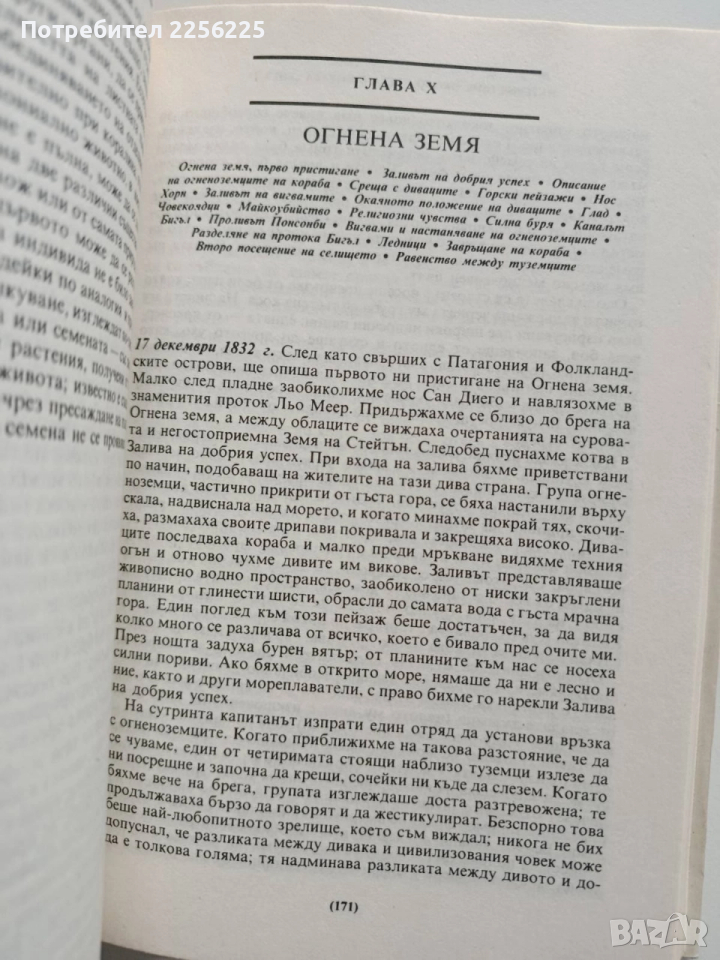 Потребител 2256225
ГЛАВА X
ОГНЕНА ЗЕМЯ
Огнена земя, първо пристигане • Заливът на добрия успех • Описание
на огноземците на кораба • Среща с диваците • Горски пейзажи • Нос
Хорн • Заливът на вигвамите • Окаяното положение на диваците • Глад •
Човекоядци • Майкоубийство • Религиозни чувства • Силна буря • Каналът
Бигъл • Проливът Понсонби • Вигвами и настаняване на огноземците •
Разделяне на протока Бигъл • Ледници • Завръщане на кораба •
Второ посещение на селището • Равенство между туземците
17 декември 1832 г. След като свърших с Патагония и Фолкланд-
ските острови, ще опиша първото ни пристигане на Огнена земя.
Малко след пладне заобиколихме нос Сан Диего и навлязохме в
знаменития проток Льо Меер. Придържахме се близо до брега на
Огнена земя, а между облаците се виждаха очертанията на сурова-
та и негостоприемна Земя на Стейтън. Следобед пуснахме котва в
Залива на добрия успех. При входа на залива бяхме приветствани
по начин, подобаващ на жителите на тази дива страна. Група огне-
ноземци, частично прикрити от гъста гора, се бяха настанили върху
скала, надвиснала над морето, и когато минахме покрай тях, скочи-
ха, размахаха своите дрипави покривала и закрещяха високо. Дива-
ците последваха кораба и малко преди мръкване видяхме техния
огън и отново чухме дивите им викове. Заливът представляваше
живописно водно пространство, заобиколено от ниски закръглени
планини от глинести шисти, обрасли до самата вода с гъста мрачна
гора. Един поглед към този пейзаж беше достатъчен, за да видя
колко много се различава от всичко, което е бивало пред очите ми.
През нощта задуха бурен вятър; от планините към нас се носеха
силни пориви. Ако бяхме в открито море, нямаше да ни е лесно и
ние, както и други мореплаватели, с право бихме го нарекли Залива
на добрия успех.
На сутринта капитанът изпрати един отряд да установи връзка
с огненоземците. Когато приближихме на такова разстояние, че да
се чуваме, един от четиримата стоящи наблизо туземци излезе да
ни посрещне и започна да крещи, сочейки ни къде да слезем. Когато
бяхме вече на брега, групата изглеждаше доста разтревожена; те
продължаваха бързо да говорят и да жестикулират. Безспорно това
беше най-любопитното зрелище, което съм виждал; никога не бих
допуснал, че разликата между дивака и цивилизования човек може
да е толкова голяма; тя надминава разликата между дивото и до-
(171)
BAZAR